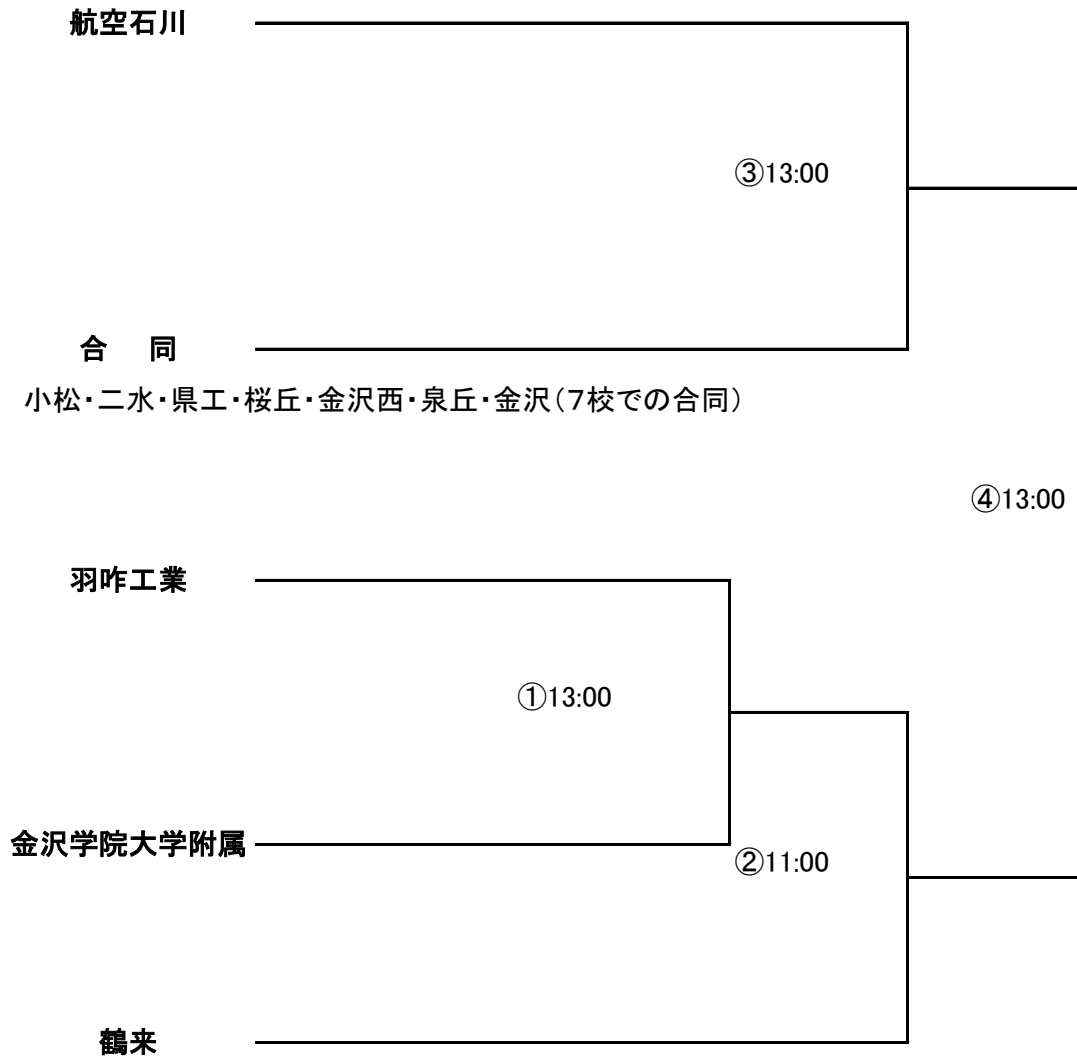 航空石川
③13:00
合　同
小松・二水・県工・桜丘・金沢西・泉丘・金沢（7校での合同）
④13:00
羽咋工業
①13:00
金沢学院大学附属
②11:00
鶴来